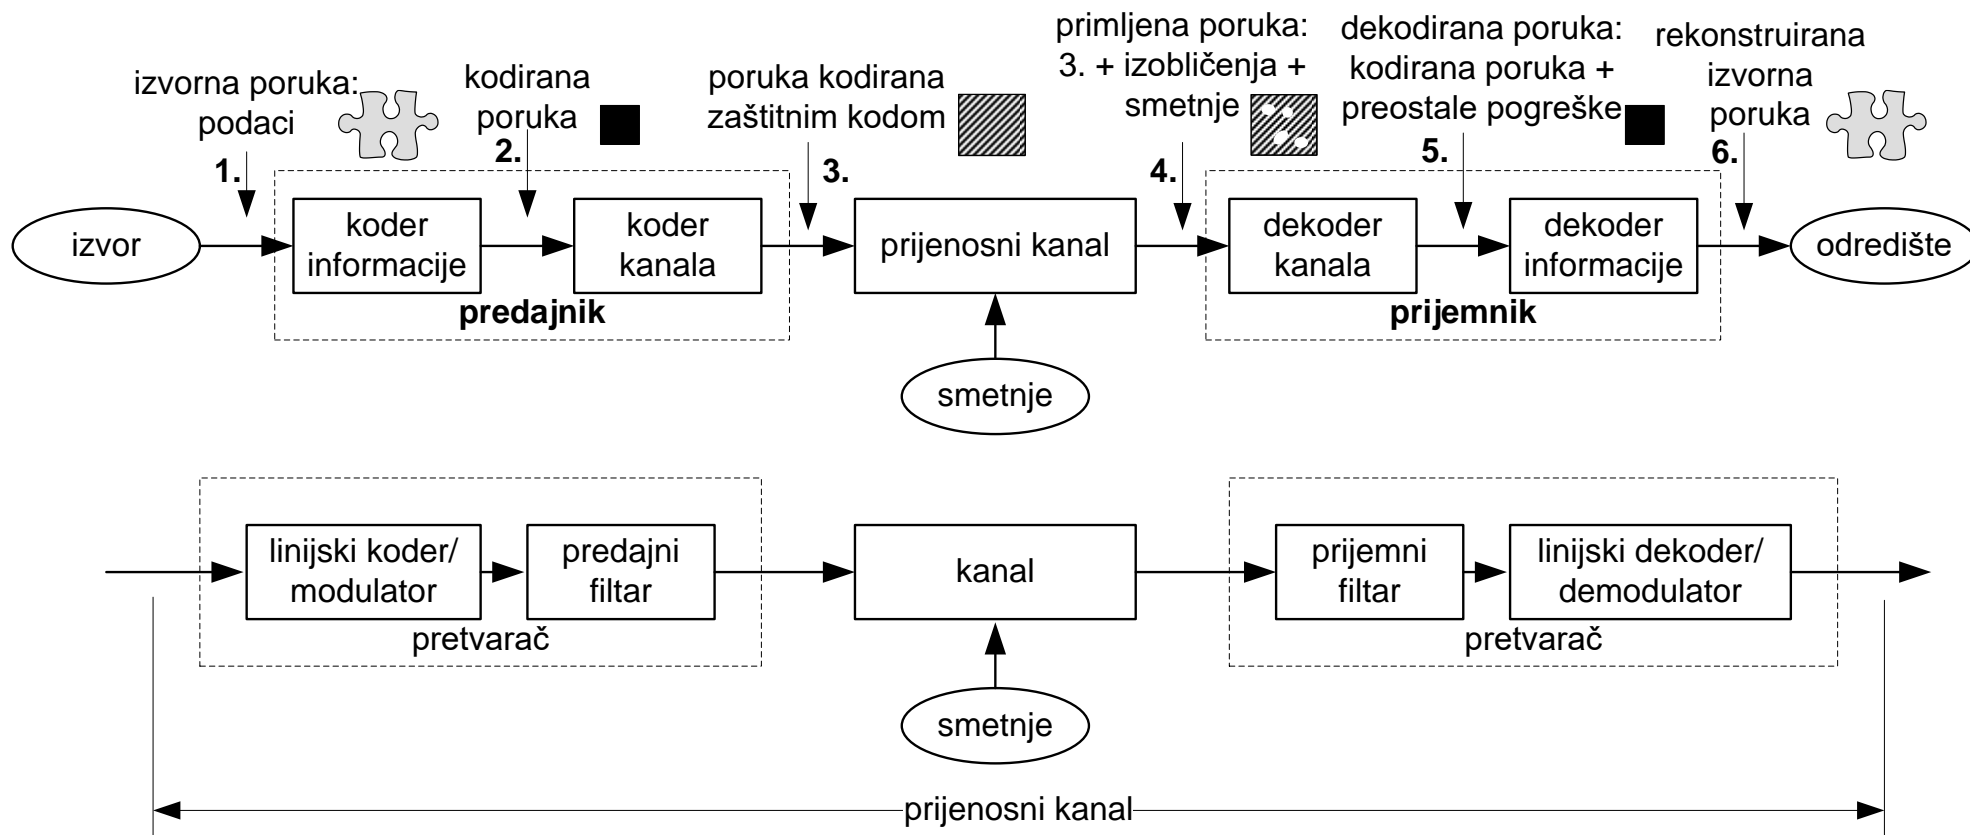 izvorna poruka:
podaci
1.
kodirana
poruka
2.
poruka kodirana
zaštitnim kodom
3.
primljena poruka:
3. + izobličenja +
smetnje
4.
dekodirana poruka:
kodirana poruka +
preostale pogreške
5.
rekonstruirana
izvorna
poruka
6.
izvor
koder
informacije
koder
kanala
predajnik
prijenosni kanal
smetnje
dekoder
kanala
dekoder
informacije
prijemnik
odredište
linijski koder/
modulator
predajni
filtar
pretvarač
kanal
smetnje
prijemni
filtar
linijski dekoder/
demodulator
pretvarač
prijenosni kanal